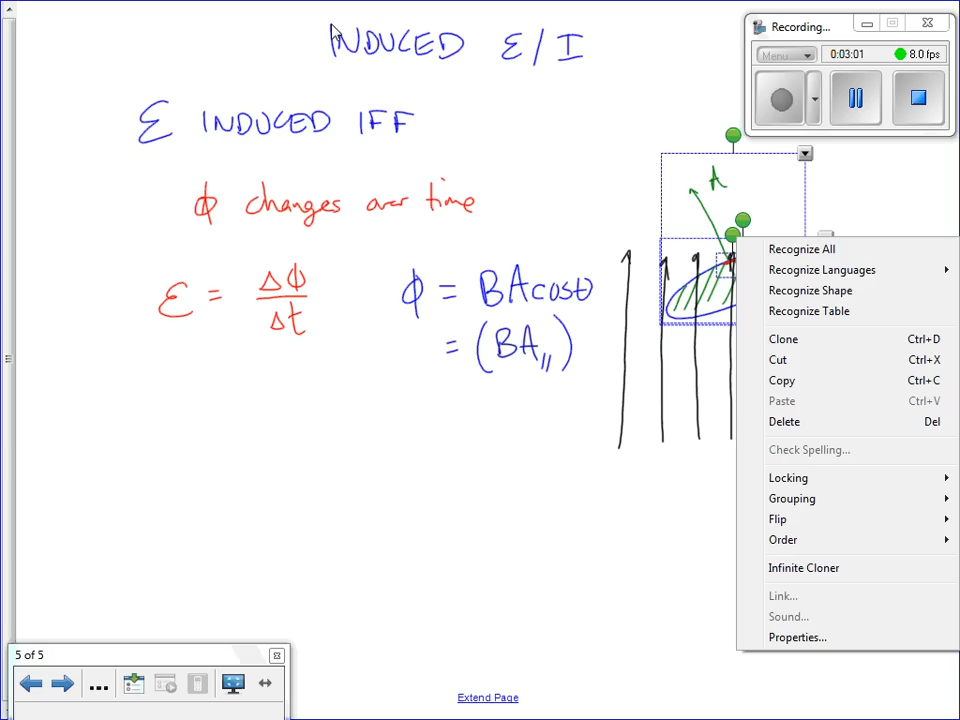 INDUCED ε/I
ε INDUCED IFF
ϕ changes over time
ε = Δϕ/Δt
ϕ = BAcosθ
= (BA||)
A
Recording...
Menu
0:03:01
8.0 fps
Recognize All
Recognize Languages
Recognize Shape
Recognize Table
Clone Ctrl+D
Cut Ctrl+X
Copy Ctrl+C
Paste Ctrl+V
Delete Del
Check Spelling...
Locking
Grouping
Flip
Order
Infinite Cloner
Link...
Sound...
Properties...
5 of 5
Extend Page